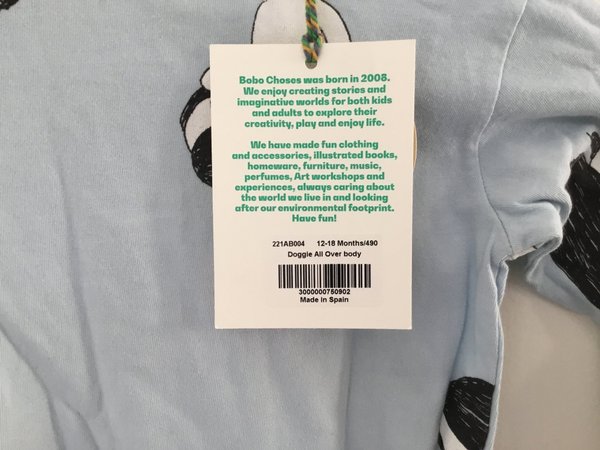 Bobo Choses was born in 2008.
We enjoy creating stories and
imaginative worlds for both kids
and adults to explore their
creativity, play and enjoy life.
We have made fun clothing
and accessories, illustrated books,
homeware, furniture, music,
perfumes, Art workshops and
experiences, always caring about
the world we live in and looking
after our environmental footprint.
Have fun!
221AB004 12-18 Months/490
Doggie All Over body
3000000750902
Made in Spain